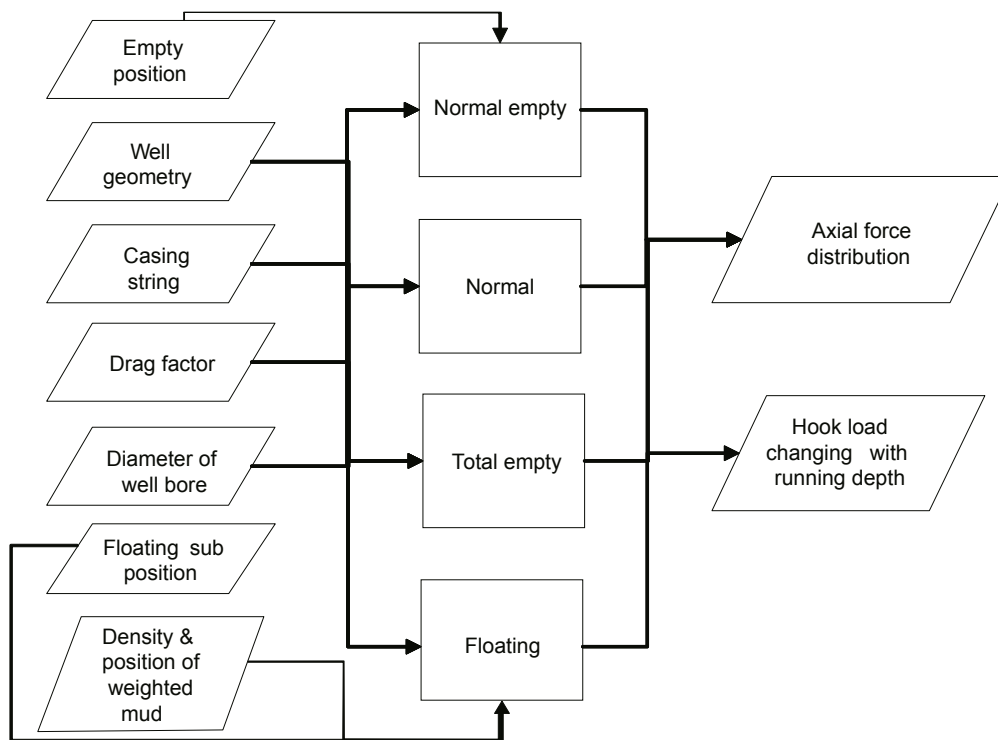 Empty
position
Well
geometry
Casing
string
Drag factor
Diameter of
well bore
Floating sub
position
Density &
position of
weighted
mud
Normal empty
Normal
Total empty
Floating
Axial force
distribution
Hook load
changing with
running depth